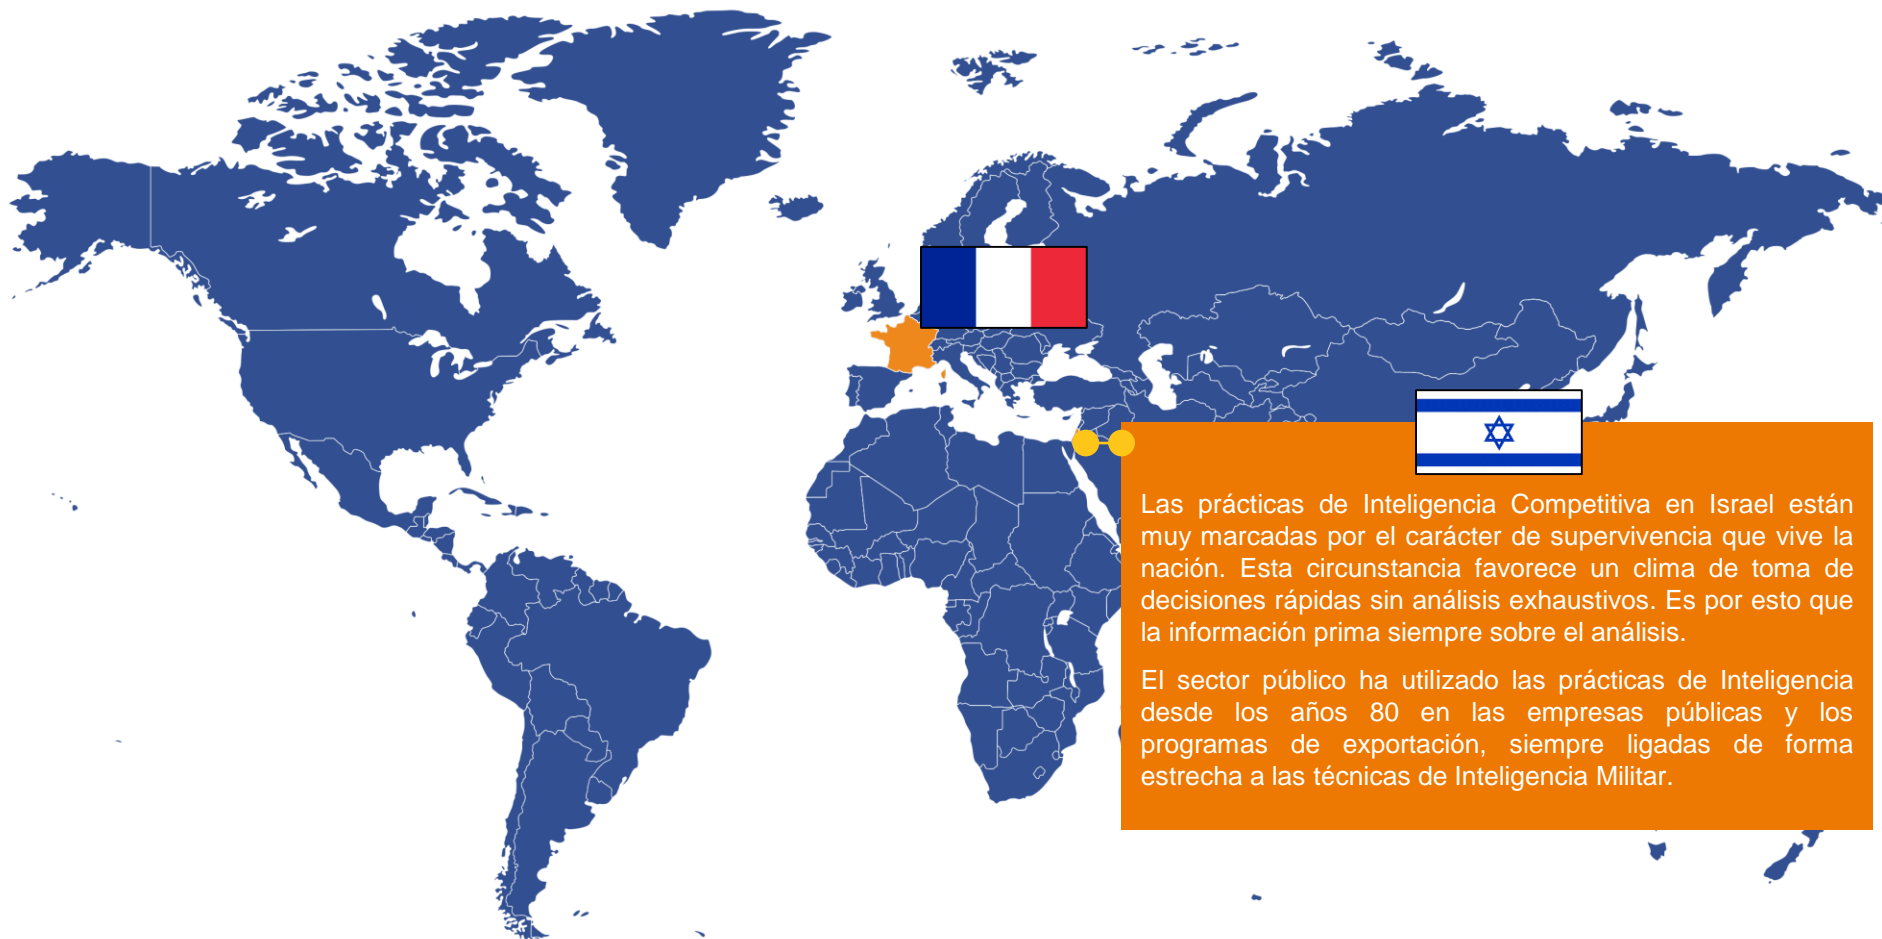 Las prácticas de Inteligencia Competitiva en Israel están
muy marcadas por el carácter de supervivencia que vive la
nación. Esta circunstancia favorece un clima de toma de
decisiones rápidas sin análisis exhaustivos. Es por esto que
la información prima siempre sobre el análisis.
El sector público ha utilizado las prácticas de Inteligencia
desde los años 80 en las empresas públicas y los
programas de exportación, siempre ligadas de forma
estrecha a las técnicas de Inteligencia Militar.